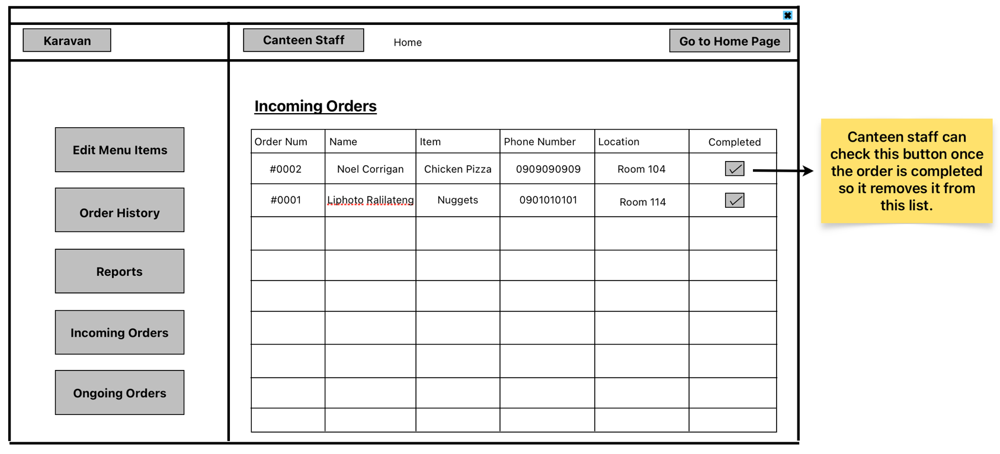 Karavan
Canteen Staff
Home
Go to Home Page
Edit Menu Items
Order History
Reports
Incoming Orders
Ongoing Orders
Incoming Orders
Order Num Name Item Phone Number Location Completed
#0002 Noel Corrigan Chicken Pizza 0909090909 Room 104
#0001 Liphoto Ralilateng Nuggets 0901010101 Room 114
Canteen staff can
check this button once
the order is completed
so it removes it from
this list.